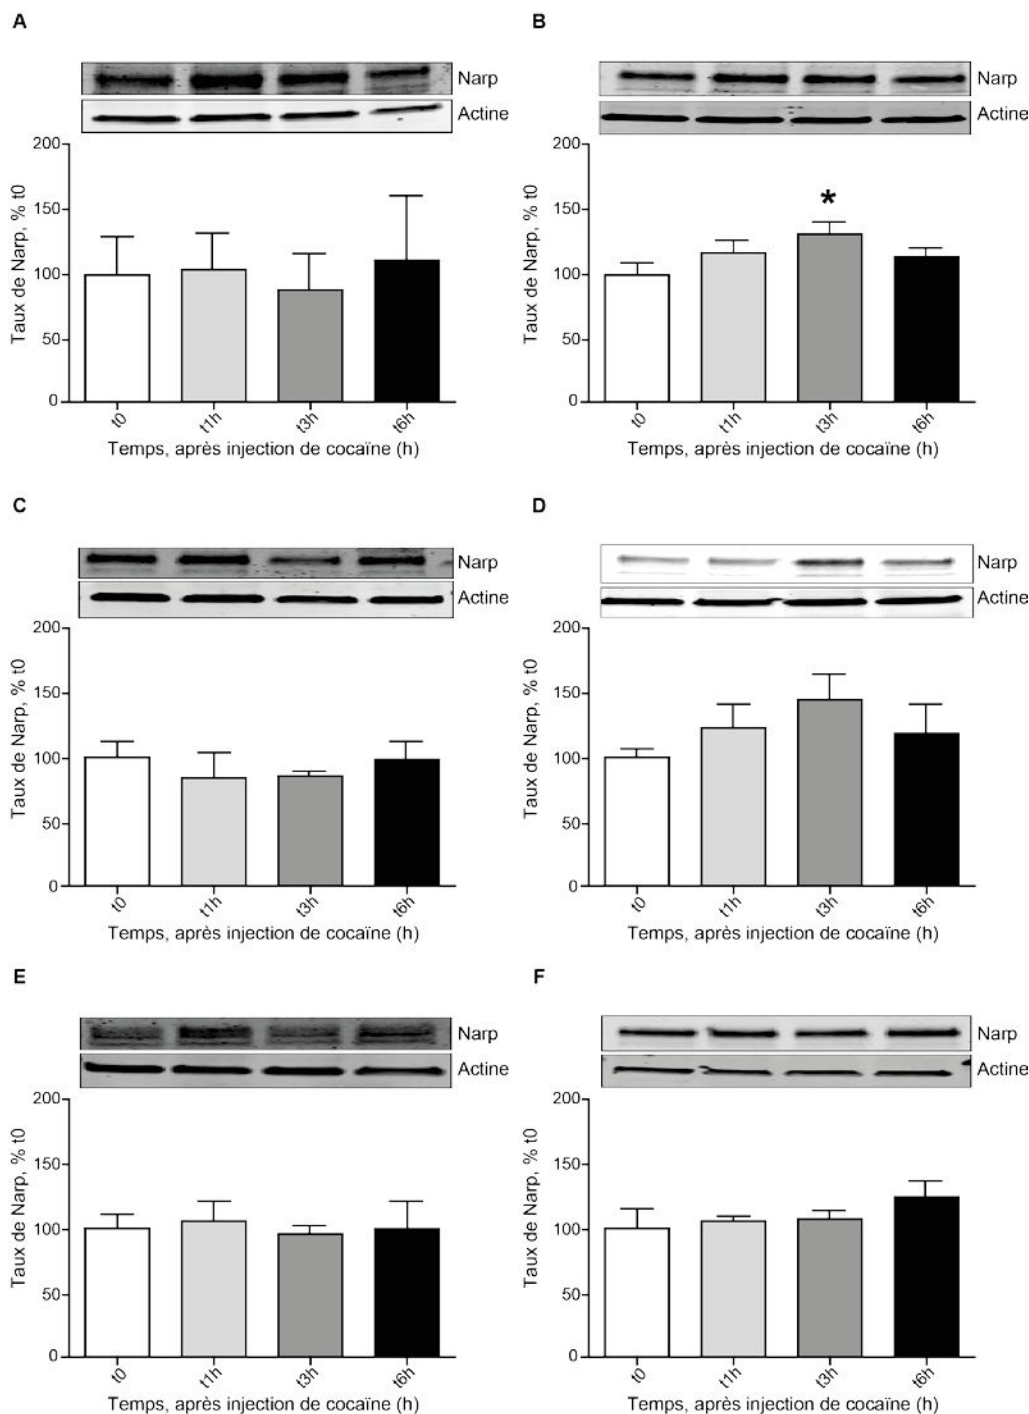 A
Narp
Actine
200
150
100
50
0
Taux de Narp, % t0
t0
t1h
t3h
t6h
Temps, après injection de cocaïne (h)
B
Narp
Actine
200
150
*
100
50
0
Taux de Narp, % t0
t0
t1h
t3h
t6h
Temps, après injection de cocaïne (h)
C
Narp
Actine
200
150
100
50
0
Taux de Narp, % t0
t0
t1h
t3h
t6h
Temps, après injection de cocaïne (h)
D
Narp
Actine
200
150
100
50
0
Taux de Narp, % t0
t0
t1h
t3h
t6h
Temps, après injection de cocaïne (h)
E
Narp
Actine
200
150
100
50
0
Taux de Narp, % t0
t0
t1h
t3h
t6h
Temps, après injection de cocaïne (h)
F
Narp
Actine
200
150
100
50
0
Taux de Narp, % t0
t0
t1h
t3h
t6h
Temps, après injection de cocaïne (h)